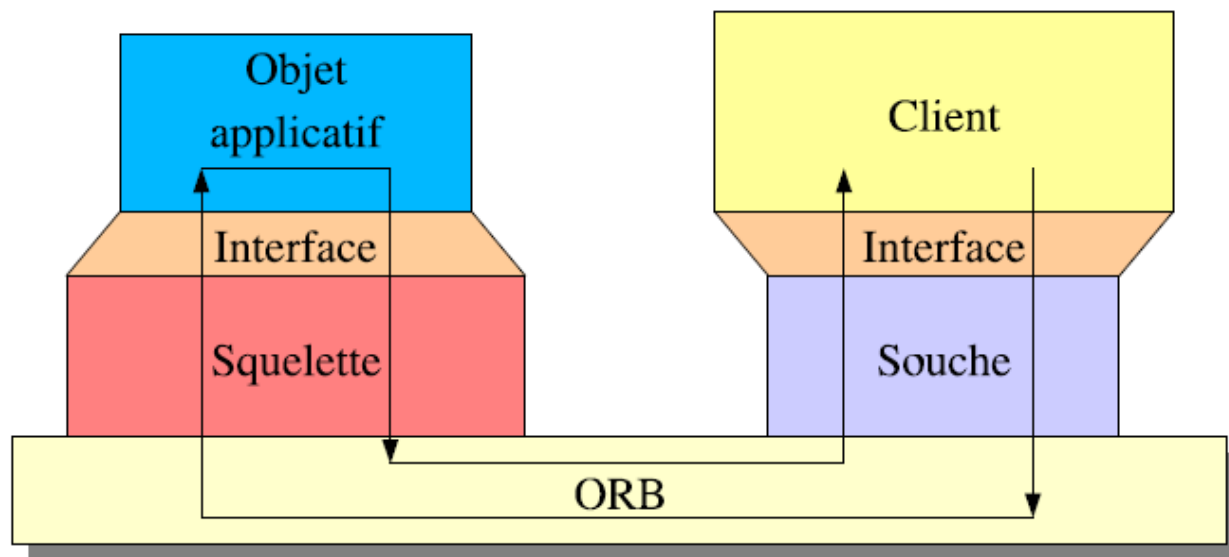 Objet
applicatif
Client
Interface
Interface
Squelette
Souche
ORB